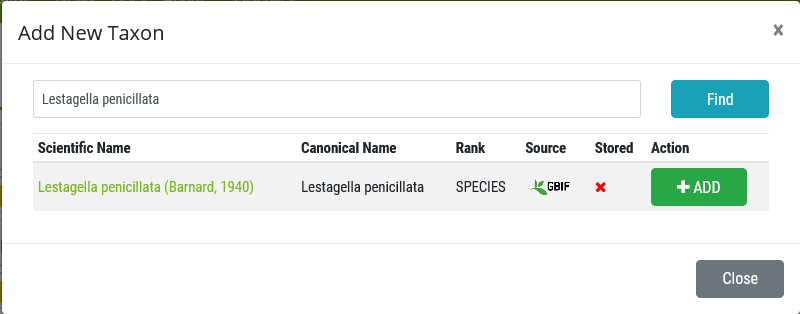 Add New Taxon
×
Lestagella penicillata
Find
Scientific Name Canonical Name Rank Source Stored Action
Lestagella penicillata (Barnard, 1940) Lestagella penicillata SPECIES GBIF ADD
Close